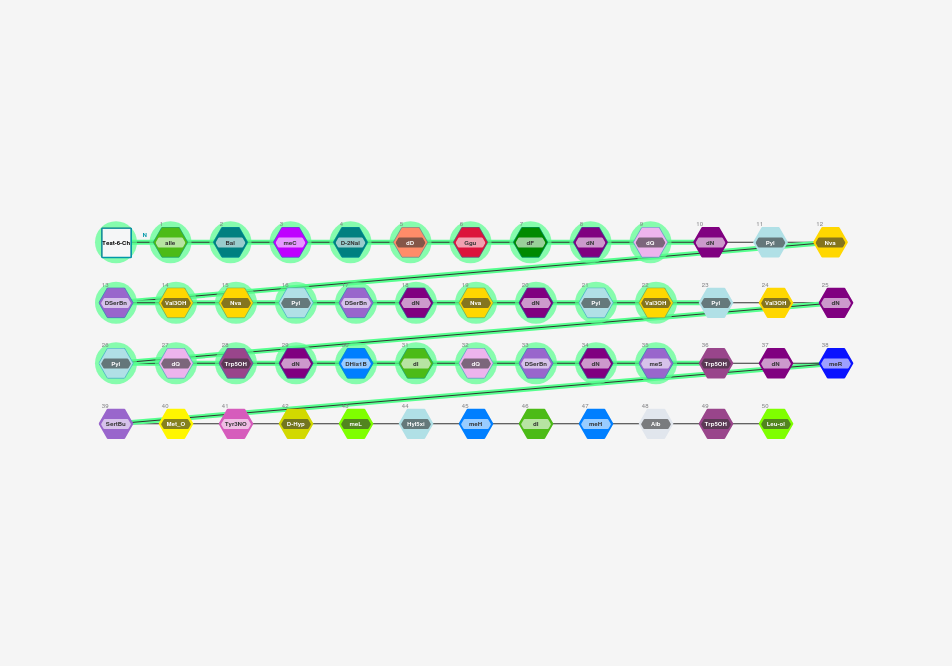 1 2 3 4 5 6 7 8 9 10 11 12
Test-6-Ch N aIle Bal meC D-2Nal dD Ggu dF dN dQ dN Pyl Nva
13 14 15 16 17 18 19 20 21 22 23 24 25
DSerBn Val3OH Nva Pyl DSerBn dN Nva dN Pyl Val3OH Pyl Val3OH dN
26 27 28 29 30 31 32 33 34 35 36 37 38
Pyl dQ Trp5OH dN DHis1B dI dQ DSerBn dN meS Trp5OH dN meR
39 40 41 42 43 44 45 46 47 48 49 50
SertBu Met_O Tyr3NO D-Hyp meL Hyl5xi meH dI meH Aib Trp5OH Leu-ol